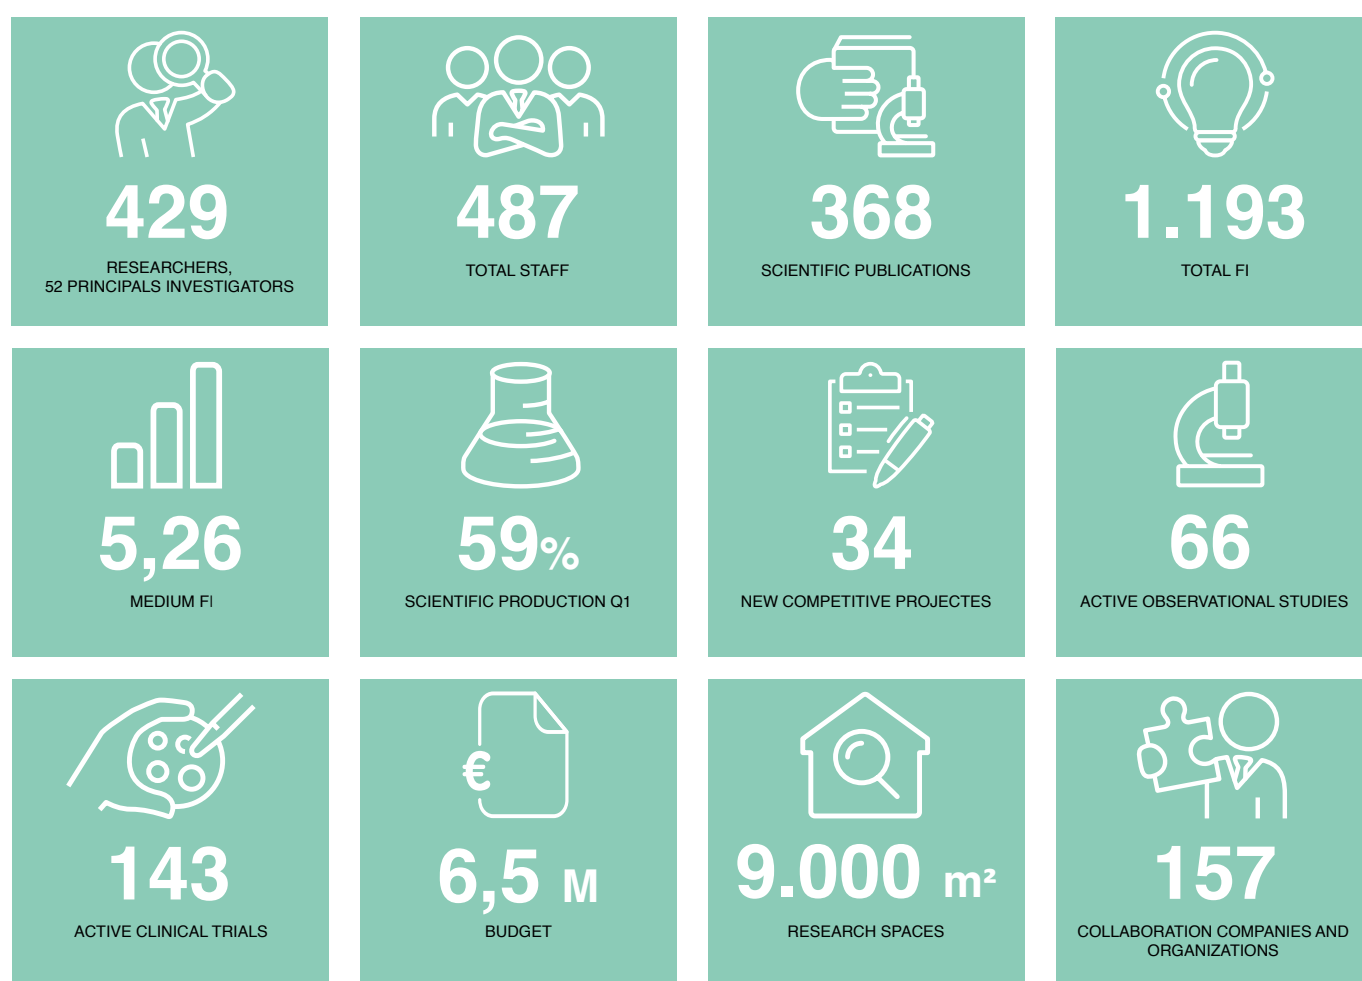 429
RESEARCHERS,
52 PRINCIPALS INVESTIGATORS
487
TOTAL STAFF
368
SCIENTIFIC PUBLICATIONS
1.193
TOTAL FI
5,26
MEDIUM FI
59%
SCIENTIFIC PRODUCTION Q1
34
NEW COMPETITIVE PROJECTES
66
ACTIVE OBSERVATIONAL STUDIES
143
ACTIVE CLINICAL TRIALS
€
6,5 M
BUDGET
9.000 m²
RESEARCH SPACES
157
COLLABORATION COMPANIES AND
ORGANIZATIONS